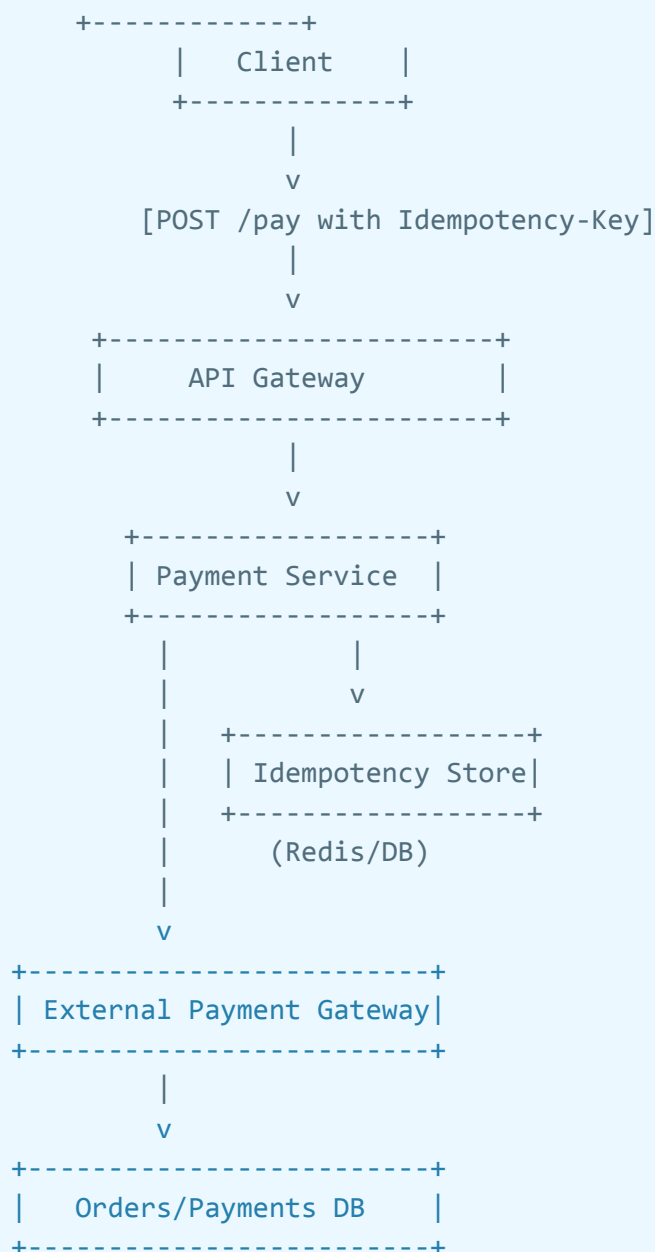 +-------------+
|   Client    |
+-------------+
|
v
[POST /pay with Idempotency-Key]
|
v
+------------------------+
|     API Gateway        |
+------------------------+
|
v
+------------------+
| Payment Service  |
+------------------+
|           |
|           v
|   +------------------+
|   | Idempotency Store|
|   +------------------+
|      (Redis/DB)
|
v
+-------------------------+
| External Payment Gateway|
+-------------------------+
|
v
+-------------------------+
|   Orders/Payments DB    |
+-------------------------+